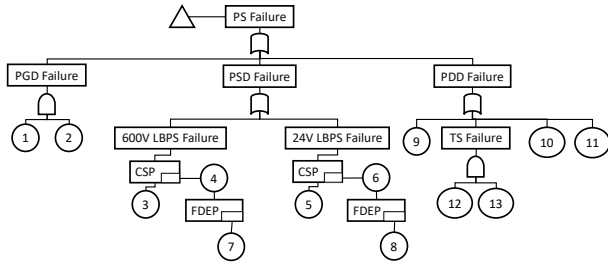 PS Failure
PGD Failure
PSD Failure
PDD Failure
1
2
600V LBPS Failure
24V LBPS Failure
9
TS Failure
10
11
CSP
4
CSP
6
3
5
12
13
FDEP
FDEP
7
8